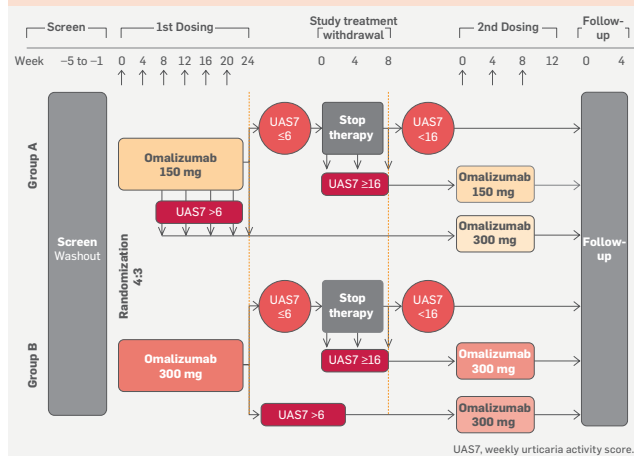 Screen
1st Dosing
Study treatment
withdrawal
2nd Dosing
Follow-
up
Week −5 to −1 0 4 8 12 16 20 24 0 4 8 0 4 8 12 0 4
Group A
UAS7
≤6
Stop
therapy
UAS7
<16
Omalizumab
150 mg
UAS7 ≥16
Omalizumab
150 mg
UAS7 >6
Omalizumab
300 mg
Screen
Washout
Randomization
4:3
Follow-
up
Group B
UAS7
≤6
Stop
therapy
UAS7
<16
Omalizumab
300 mg
UAS7 ≥16
Omalizumab
300 mg
UAS7 >6
Omalizumab
300 mg
UAS7, weekly urticaria activity score.